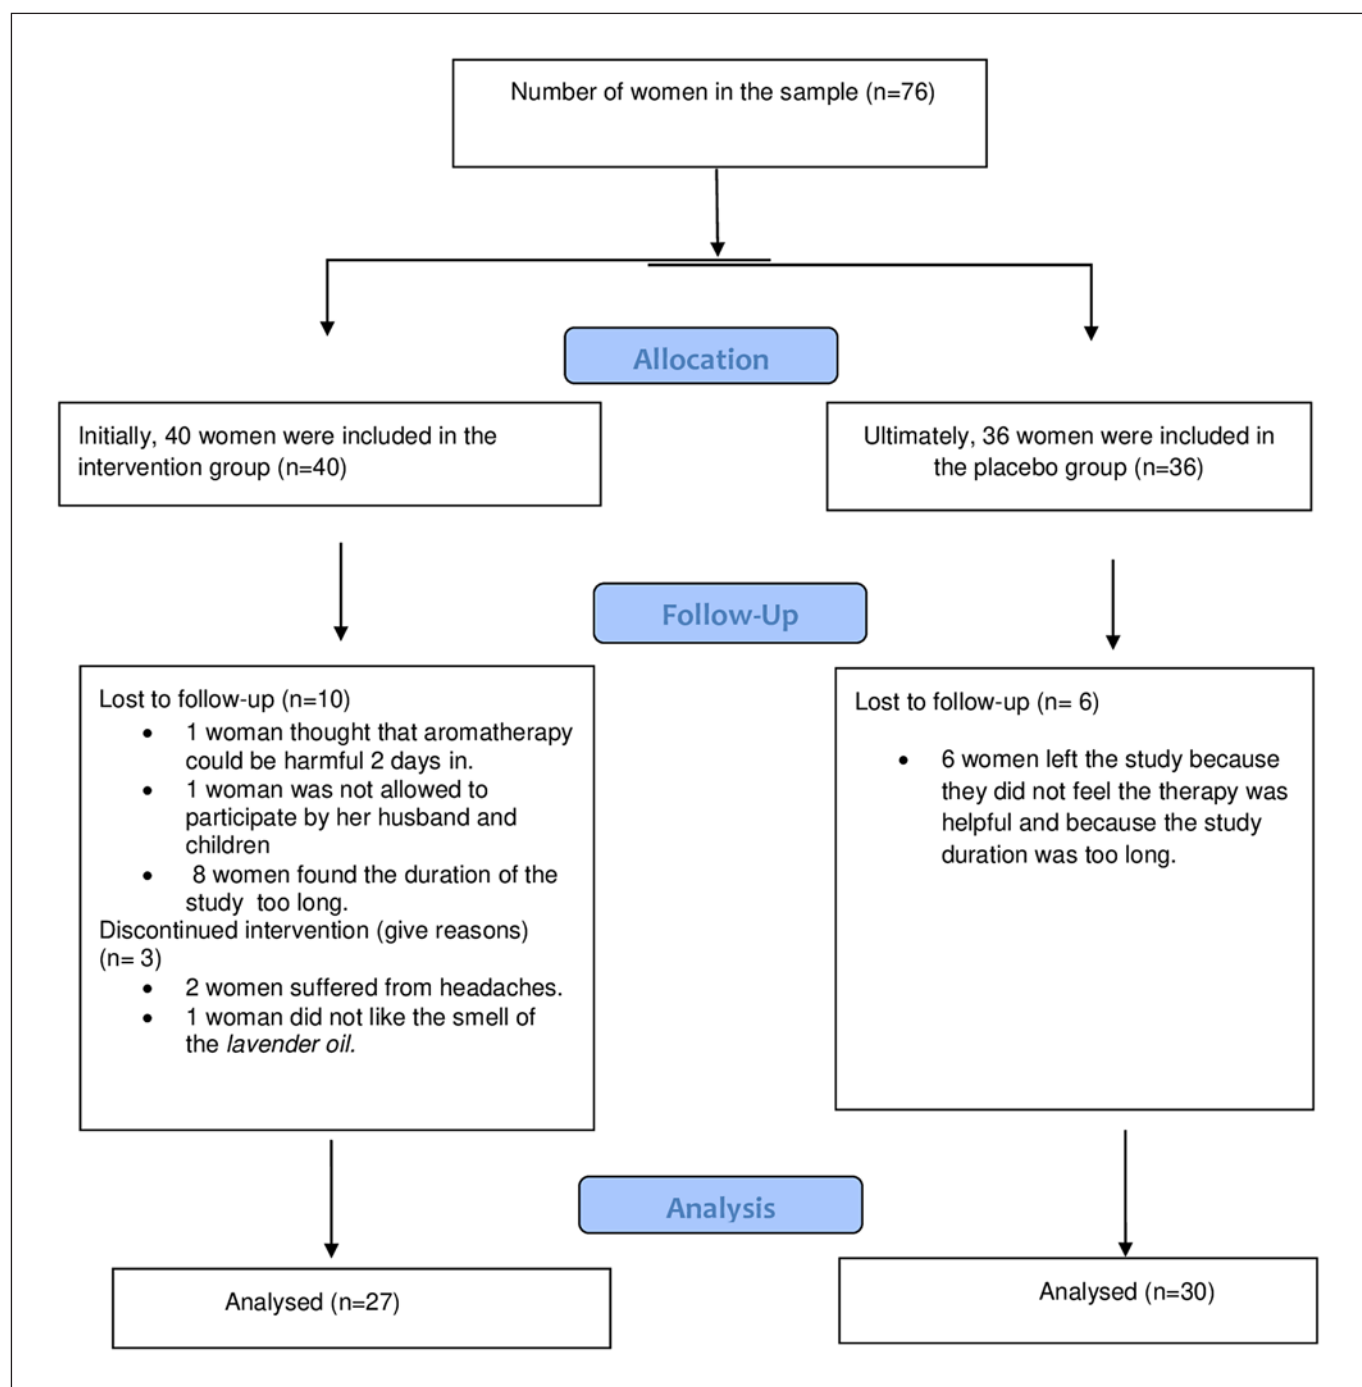 Number of women in the sample (n=76)
Allocation
Initially, 40 women were included in the
intervention group (n=40)
Ultimately, 36 women were included in
the placebo group (n=36)
Follow-Up
Lost to follow-up (n=10)
• 1 woman thought that aromatherapy
could be harmful 2 days in.
• 1 woman was not allowed to
participate by her husband and
children
• 8 women found the duration of the
study too long.
Discontinued intervention (give reasons)
(n= 3)
• 2 women suffered from headaches.
• 1 woman did not like the smell of
the lavender oil.
Lost to follow-up (n= 6)
• 6 women left the study because
they did not feel the therapy was
helpful and because the study
duration was too long.
Analysis
Analysed (n=27)
Analysed (n=30)